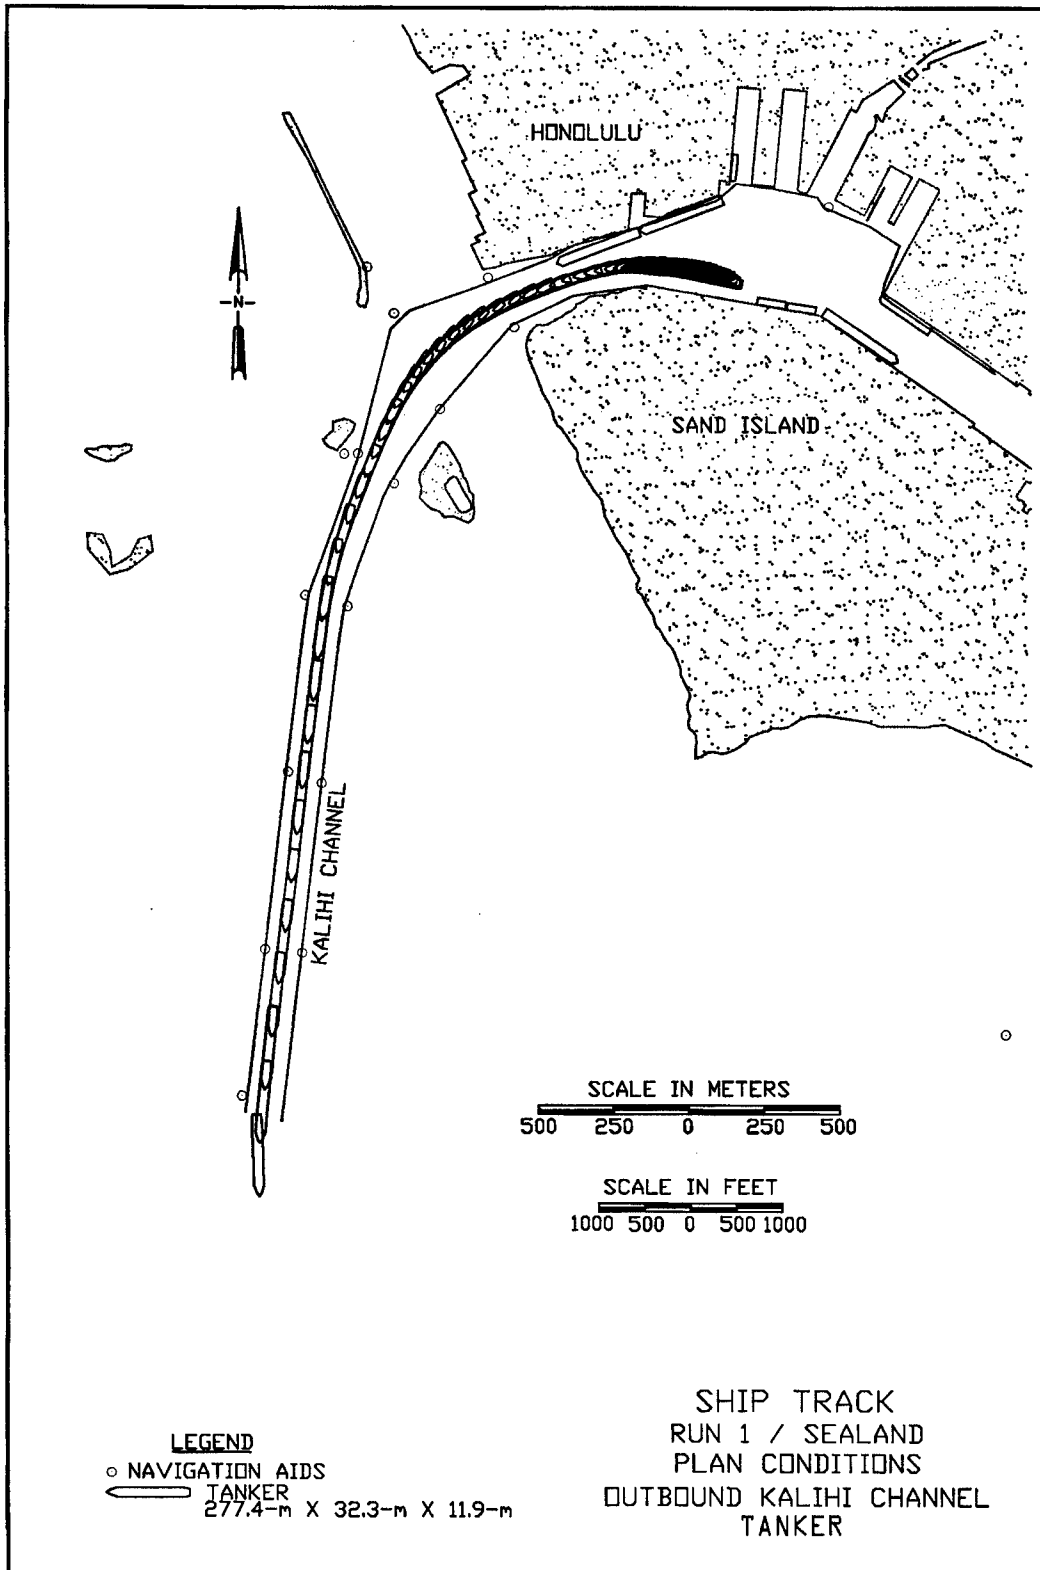 HONOLULU
-N-
SAND ISLAND
KALIHI CHANNEL
SCALE IN METERS
500 250 0 250 500
SCALE IN FEET
1000 500 0 500 1000
LEGEND
NAVIGATION AIDS
TANKER
277.4-m X 32.3-m X 11.9-m
SHIP TRACK
RUN 1 / SEALAND
PLAN CONDITIONS
OUTBOUND KALIHI CHANNEL
TANKER